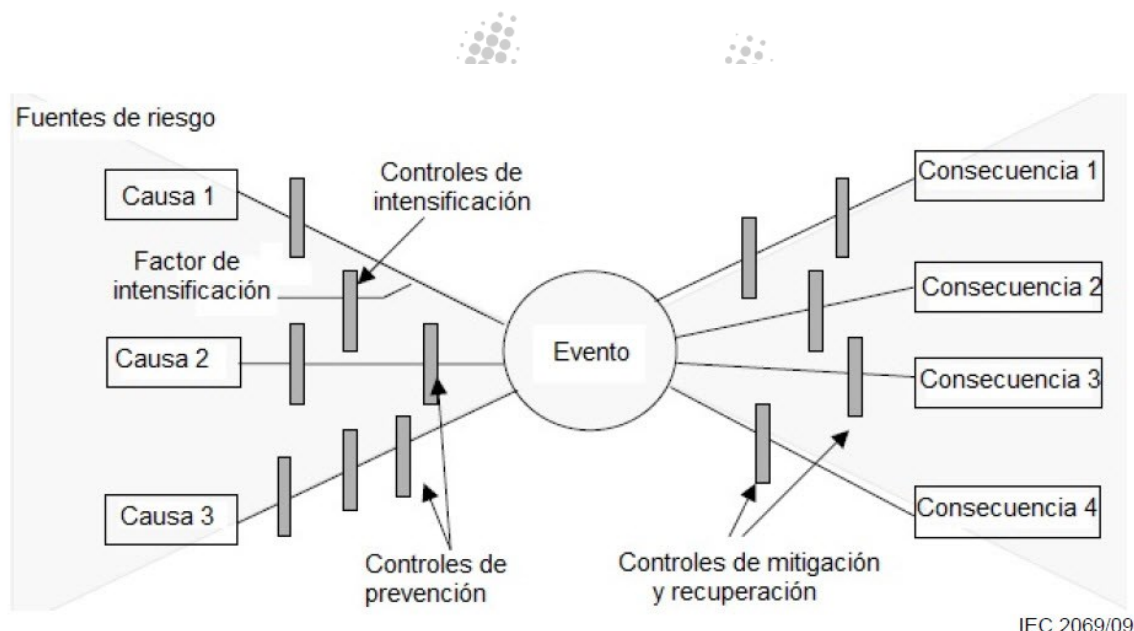 Fuentes de riesgo
Causa 1
Controles de
intensificación
Factor de
intensificación
Causa 2
Causa 3
Controles de
prevención
Evento
Consecuencia 1
Consecuencia 2
Consecuencia 3
Consecuencia 4
Controles de mitigación
y recuperación
IEC 2069/09